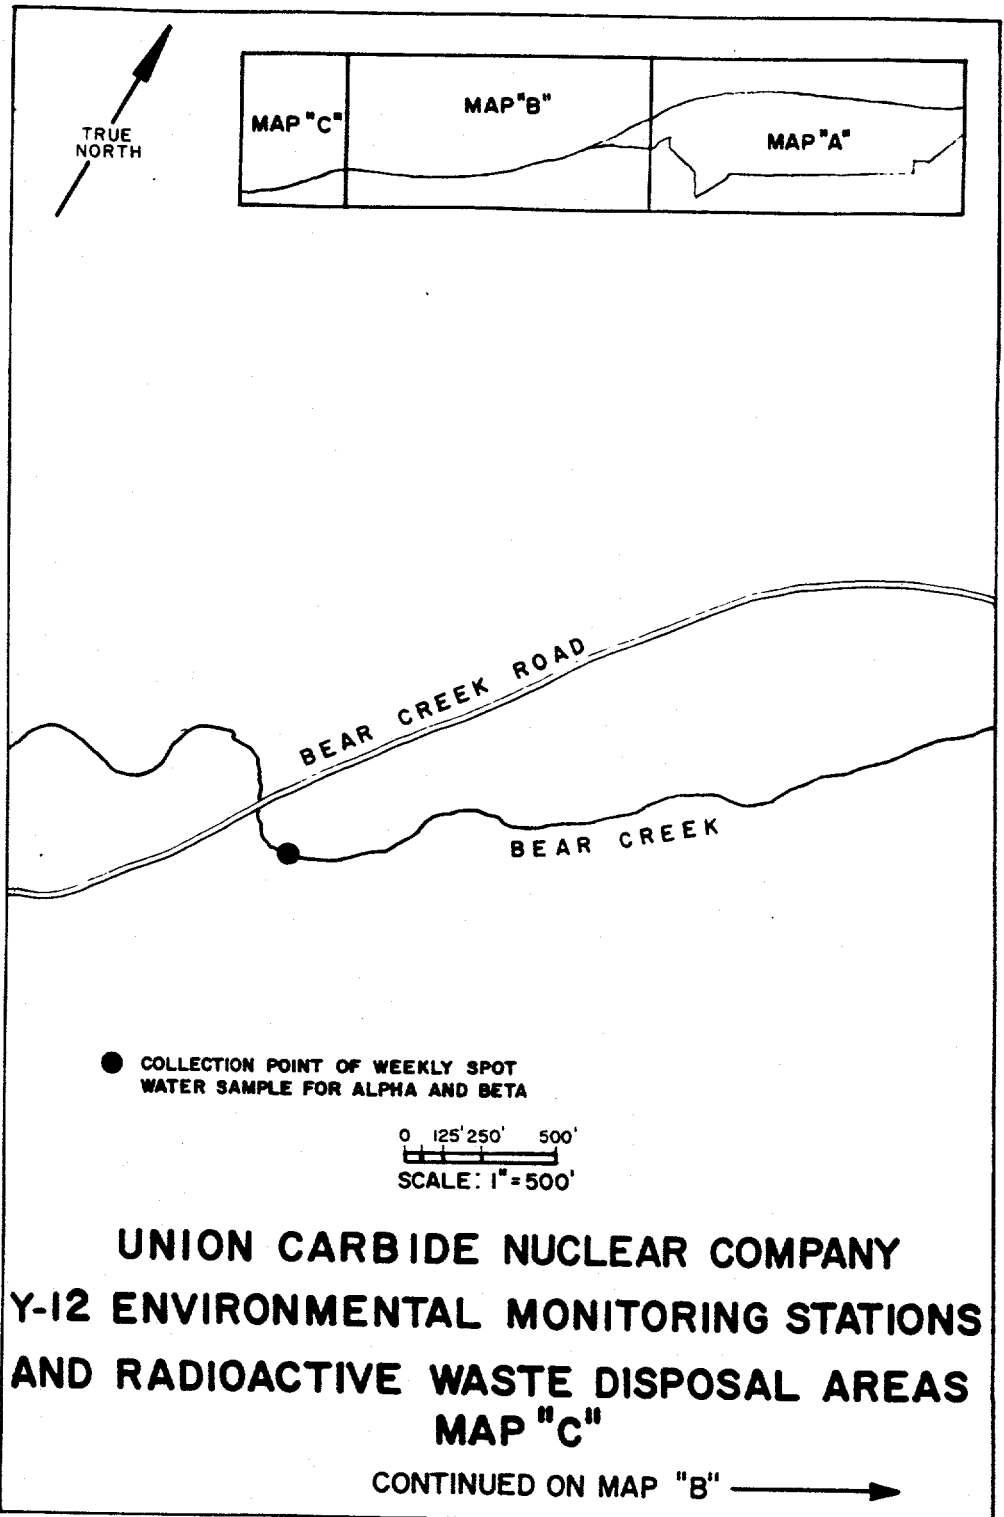 TRUE
NORTH
MAP "C"
MAP "B"
MAP "A"
BEAR CREEK ROAD
BEAR CREEK
COLLECTION POINT OF WEEKLY SPOT
WATER SAMPLE FOR ALPHA AND BETA
0 125' 250' 500'
SCALE: 1" = 500'
UNION CARBIDE NUCLEAR COMPANY
Y-12 ENVIRONMENTAL MONITORING STATIONS
AND RADIOACTIVE WASTE DISPOSAL AREAS
MAP "C"
CONTINUED ON MAP "B"